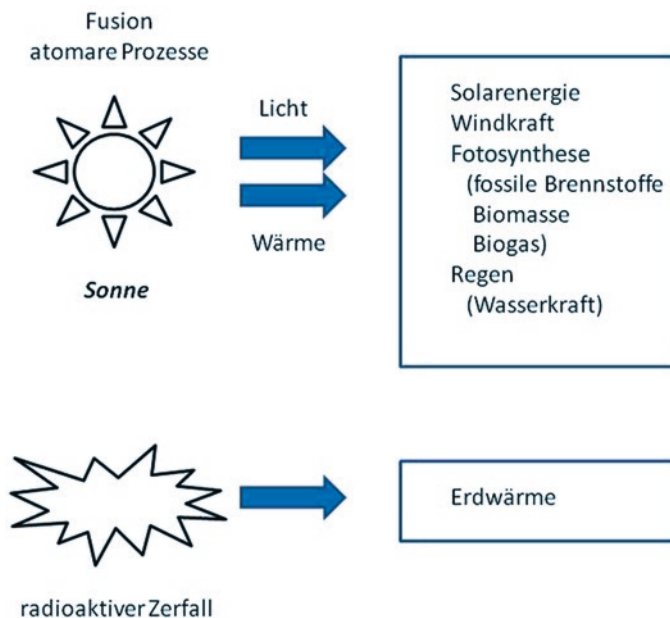 Fusion
atomare Prozesse
Licht
Wärme
Sonne
Solarenergie
Windkraft
Fotosynthese
(fossile Brennstoffe
Biomasse
Biogas)
Regen
(Wasserkraft)
Erdwärme
radioaktiver Zerfall